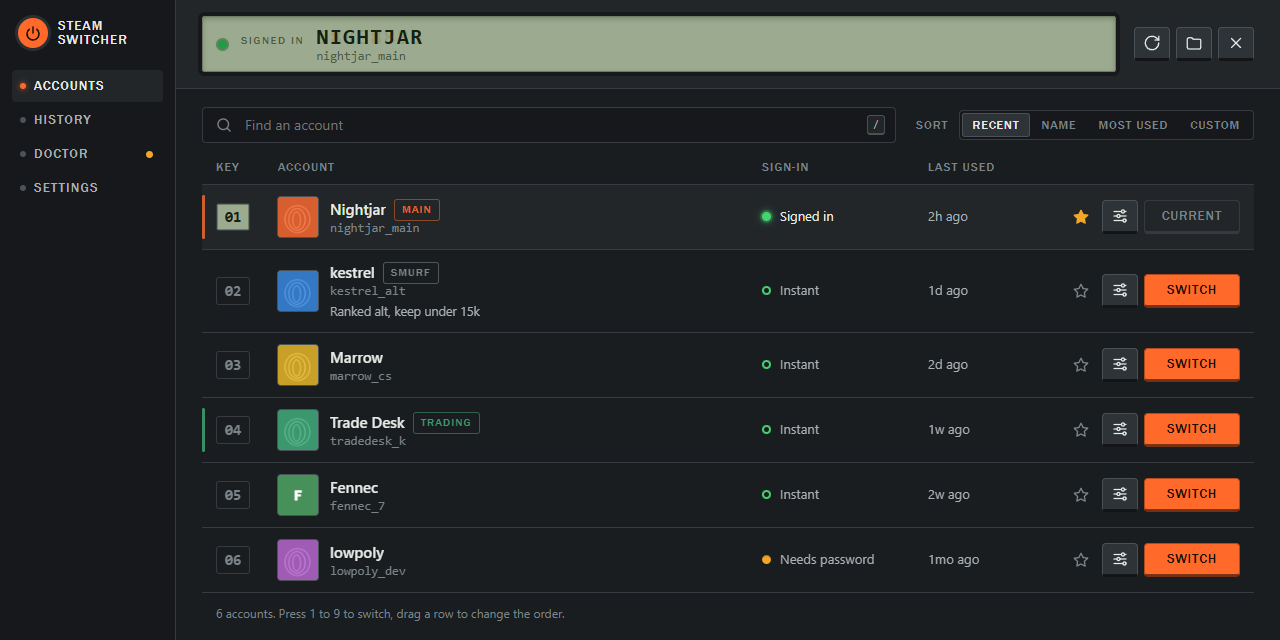 STEAM
SWITCHER
ACCOUNTS
HISTORY
DOCTOR
SETTINGS
SIGNED IN NIGHTJAR
nightjar_main
Find an account /
SORT RECENT NAME MOST USED CUSTOM
KEY ACCOUNT SIGN-IN LAST USED
01 Nightjar MAIN Signed in 2h ago CURRENT
nightjar_main
02 kestrel SMURF Instant 1d ago SWITCH
kestrel_alt
Ranked alt, keep under 15k
03 Marrow Instant 2d ago SWITCH
marrow_cs
04 Trade Desk TRADING Instant 1w ago SWITCH
tradedesk_k
05 F Fennec Instant 2w ago SWITCH
fennec_7
06 lowpoly Needs password 1mo ago SWITCH
lowpoly_dev
6 accounts. Press 1 to 9 to switch, drag a row to change the order.